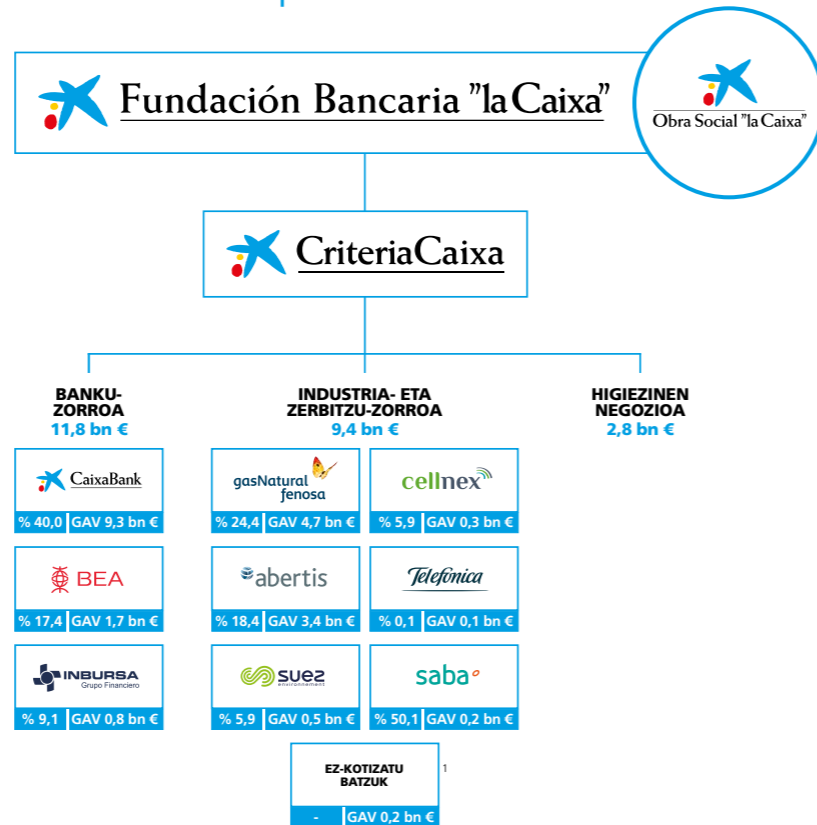 Fundación Bancaria "la Caixa"
Obra Social "la Caixa"
CriteriaCaixa
BANKU-
ZORROA
11,8 bn €
INDUSTRIA- ETA
ZERBITZU-ZORROA
9,4 bn €
HIGIEZINEN
NEGOZIOA
2,8 bn €
CaixaBank
% 40,0 GAV 9,3 bn €
gasNatural
fenosa
% 24,4 GAV 4,7 bn €
cellnex
% 5,9 GAV 0,3 bn €
BEA
% 17,4 GAV 1,7 bn €
abertis
% 18,4 GAV 3,4 bn €
Telefónica
% 0,1 GAV 0,1 bn €
INBURSA
Grupo Financiero
% 9,1 GAV 0,8 bn €
suez
environnement
% 5,9 GAV 0,5 bn €
saba
% 50,1 GAV 0,2 bn €
EZ-KOTIZATU 1
BATZUK
- GAV 0,2 bn €